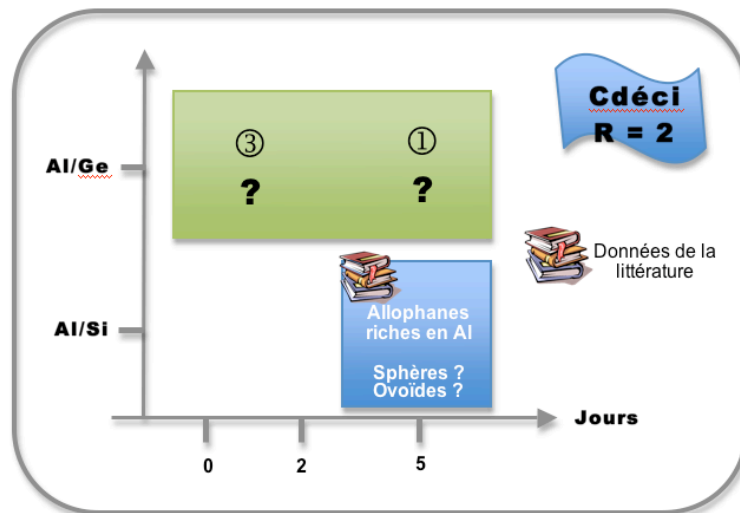 Cdéci
R = 2
Al/Ge
③
①
?
?
Données de la
littérature
Al/Si
Allophanes
riches en Al
Sphères ?
Ovoïdes ?
Jours
0
2
5